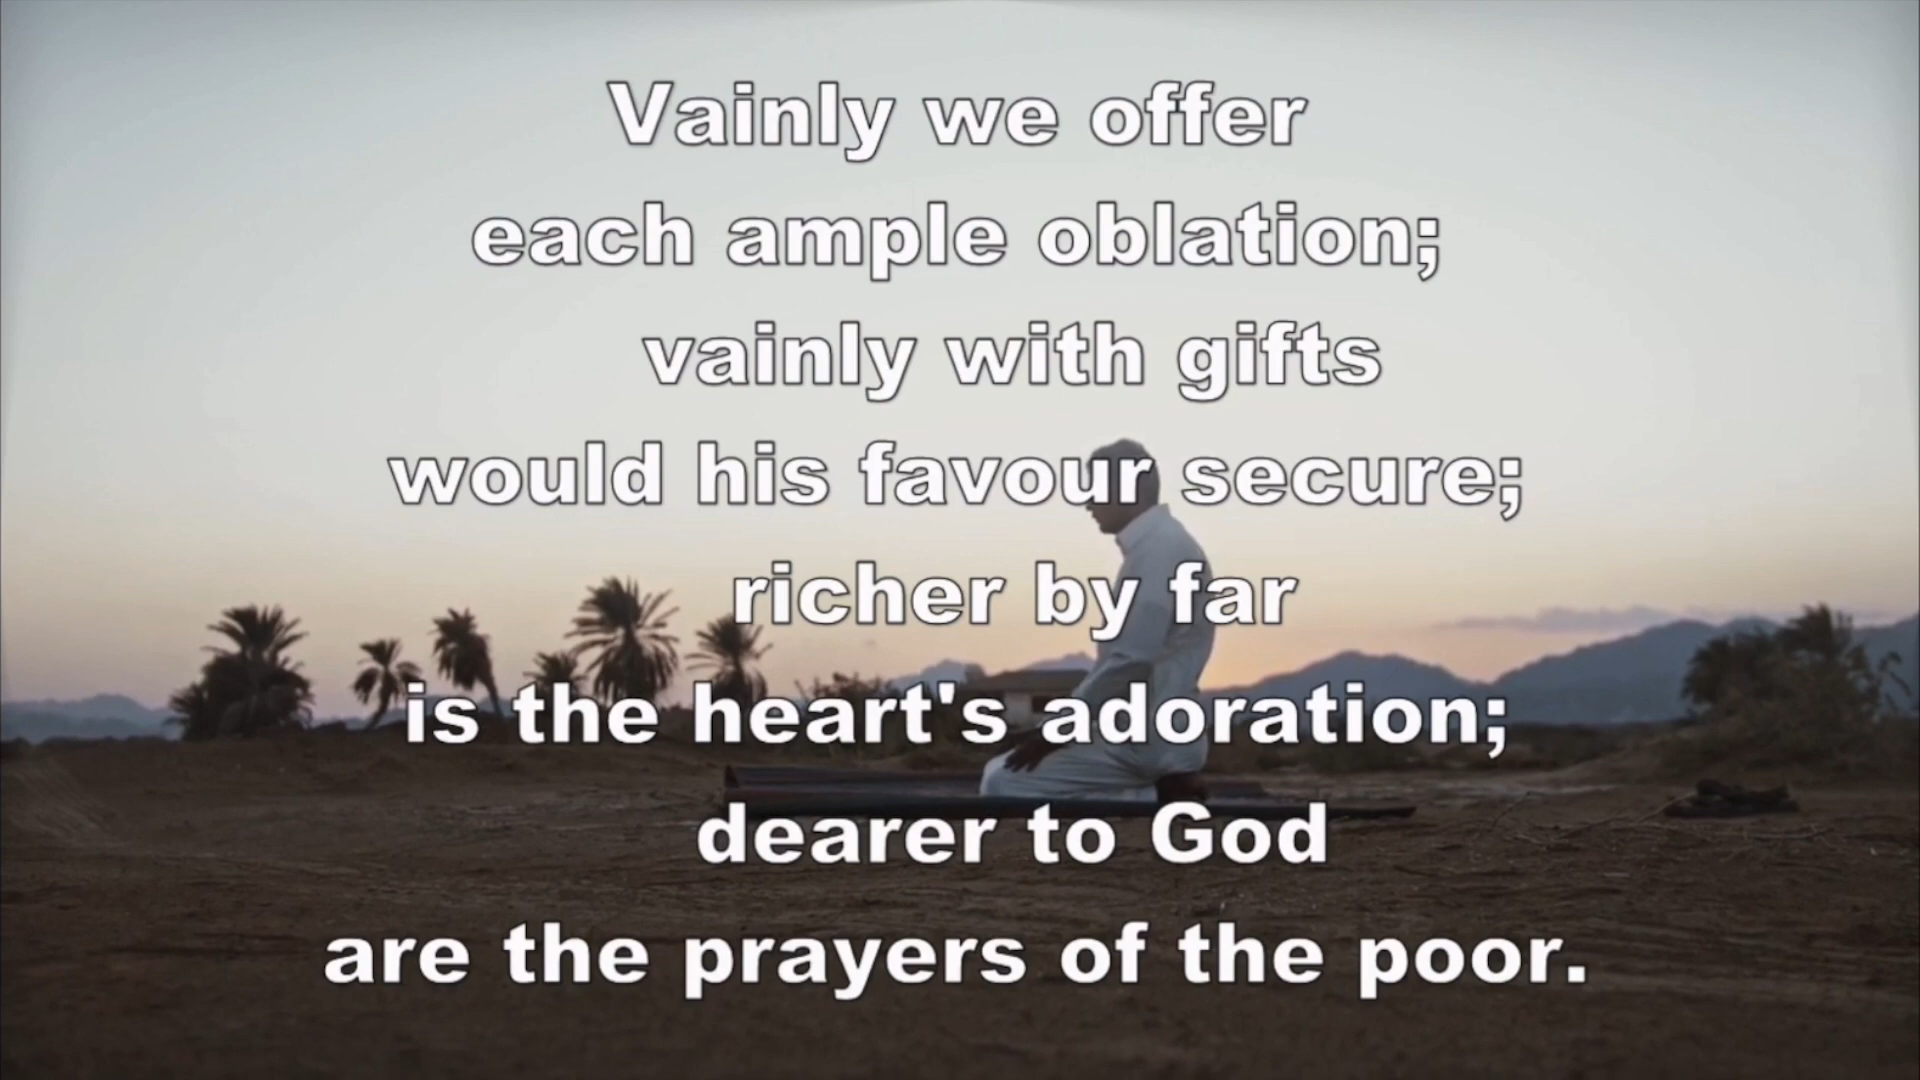 Vainly we offer
each ample oblation;
vainly with gifts
would his favour secure;
richer by far
is the heart's adoration;
dearer to God
are the prayers of the poor.